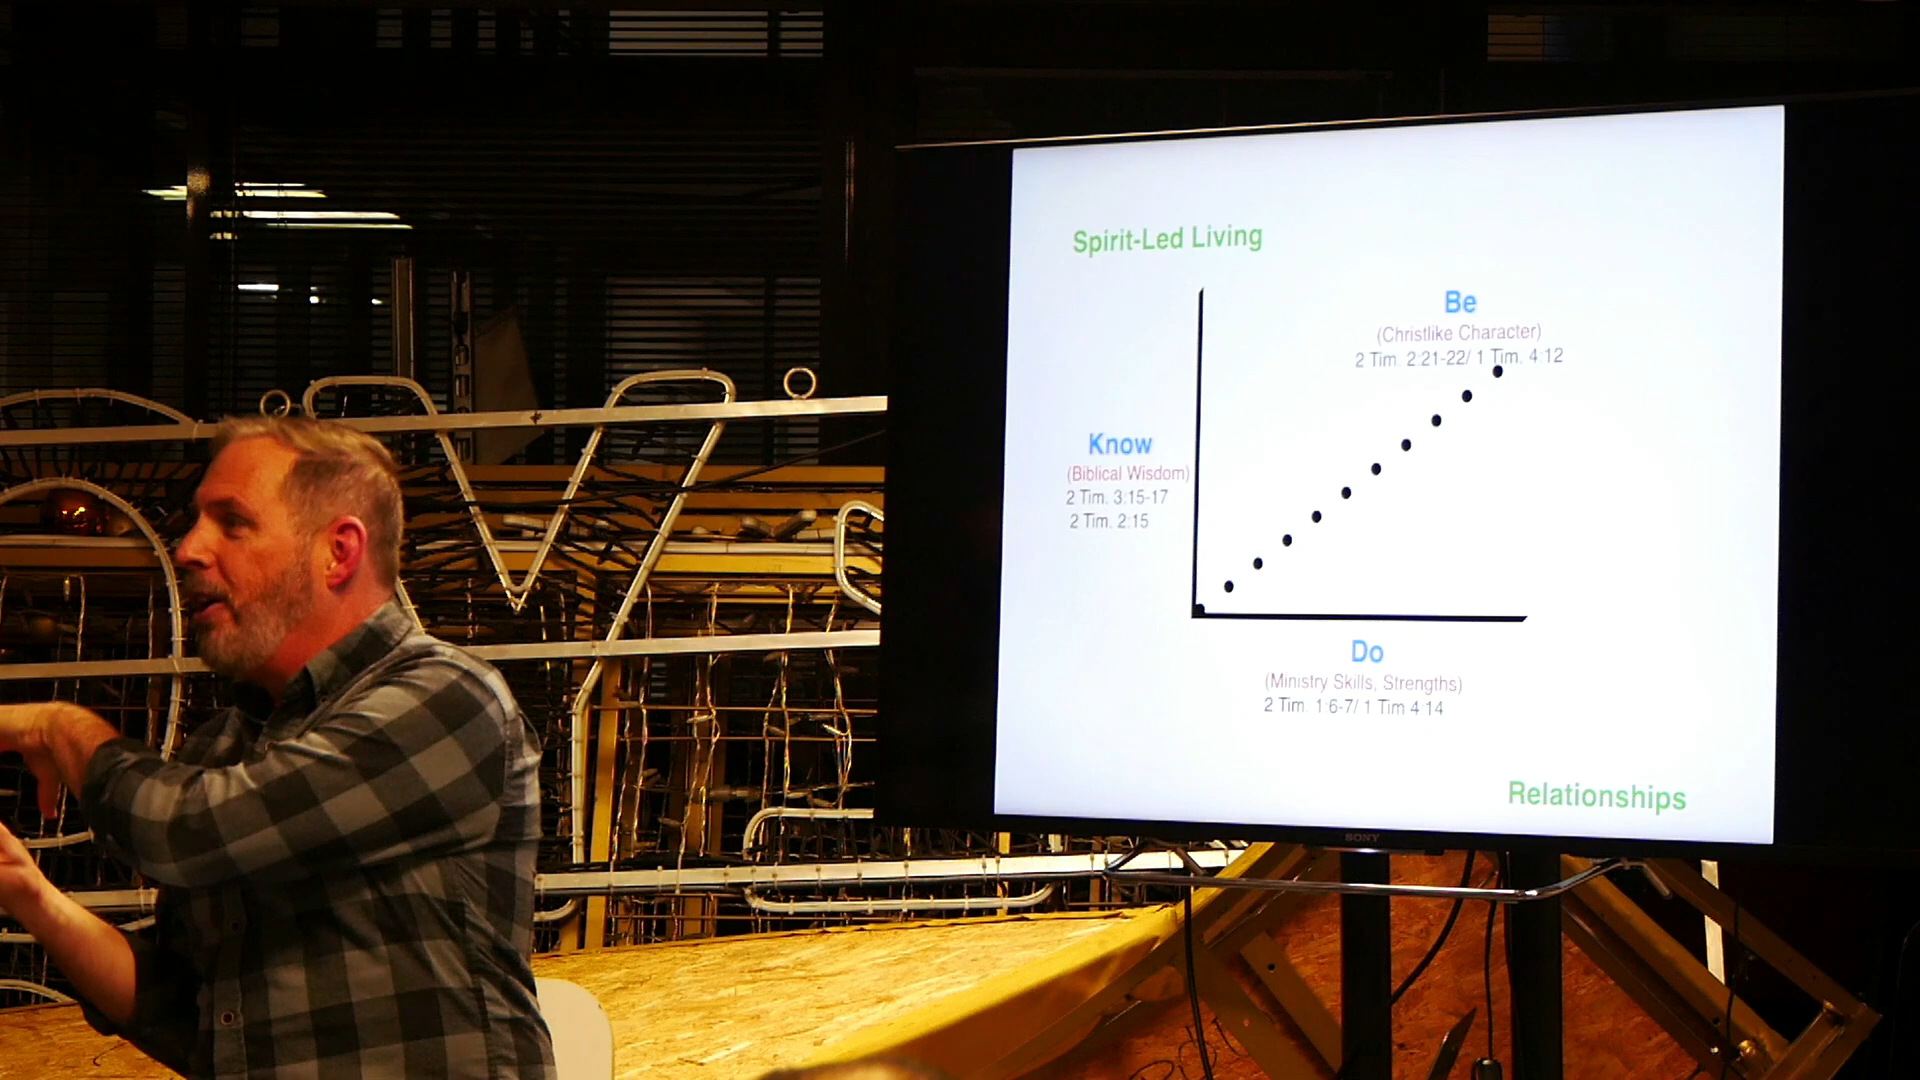 Spirit-Led Living
Be
(Christlike Character)
2 Tim. 2:21-22/ 1 Tim. 4:12
Know
(Biblical Wisdom)
2 Tim. 3:15-17
2 Tim. 2:15
Do
(Ministry Skills, Strengths)
2 Tim. 1:6-7/ 1 Tim 4:14
Relationships
SONY